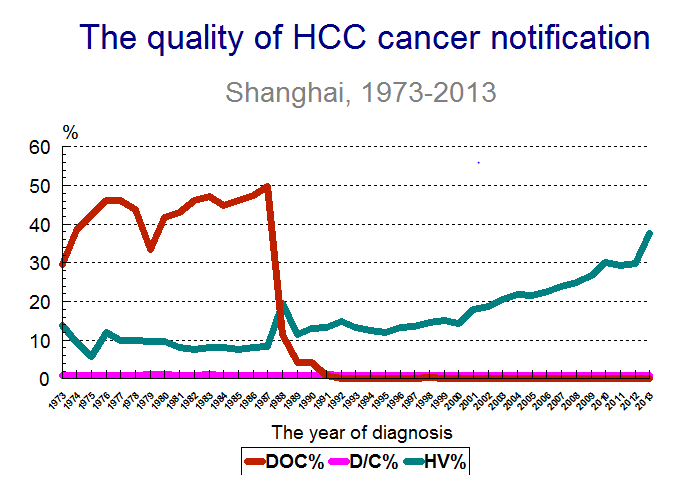 The quality of HCC cancer notification
Shanghai, 1973-2013
%
60
50
40
30
20
10
0
1973 1974 1975 1976 1977 1978 1979 1980 1981 1982 1983 1984 1985 1986 1987 1988 1989 1990 1991 1992 1993 1994 1995 1996 1997 1998 1999 2000 2001 2002 2003 2004 2005 2006 2007 2008 2009 2010 2011 2012 2013
The year of diagnosis
DOC% D/C% HV%